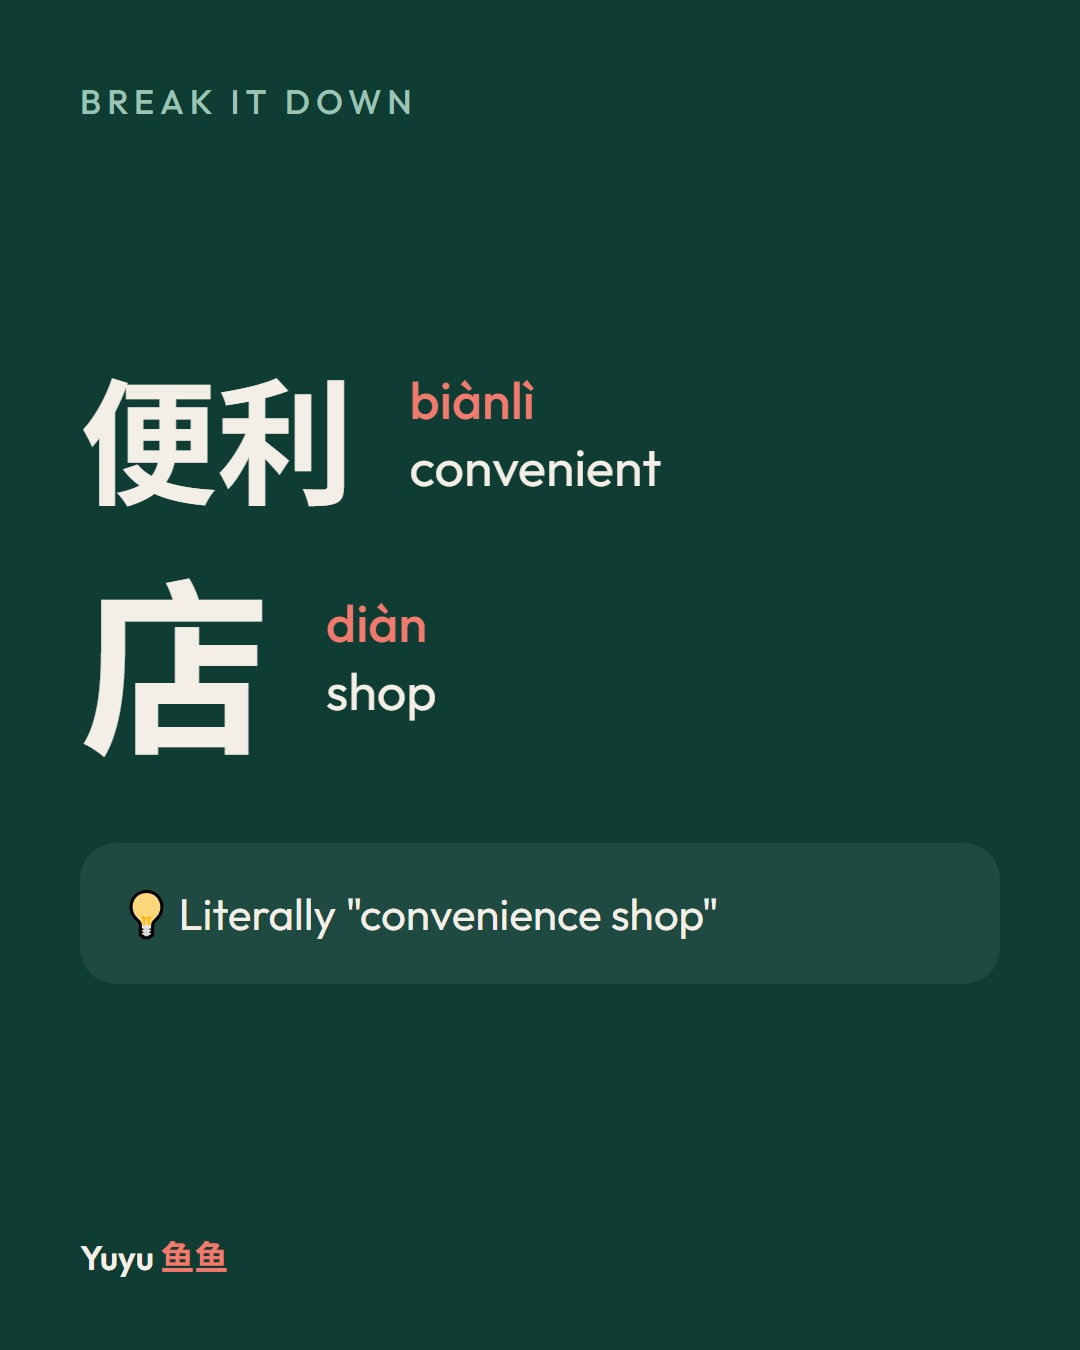 BREAK IT DOWN
便利
biànlì
convenient
店
diàn
shop
💡 Literally "convenience shop"
Yuyu 鱼鱼